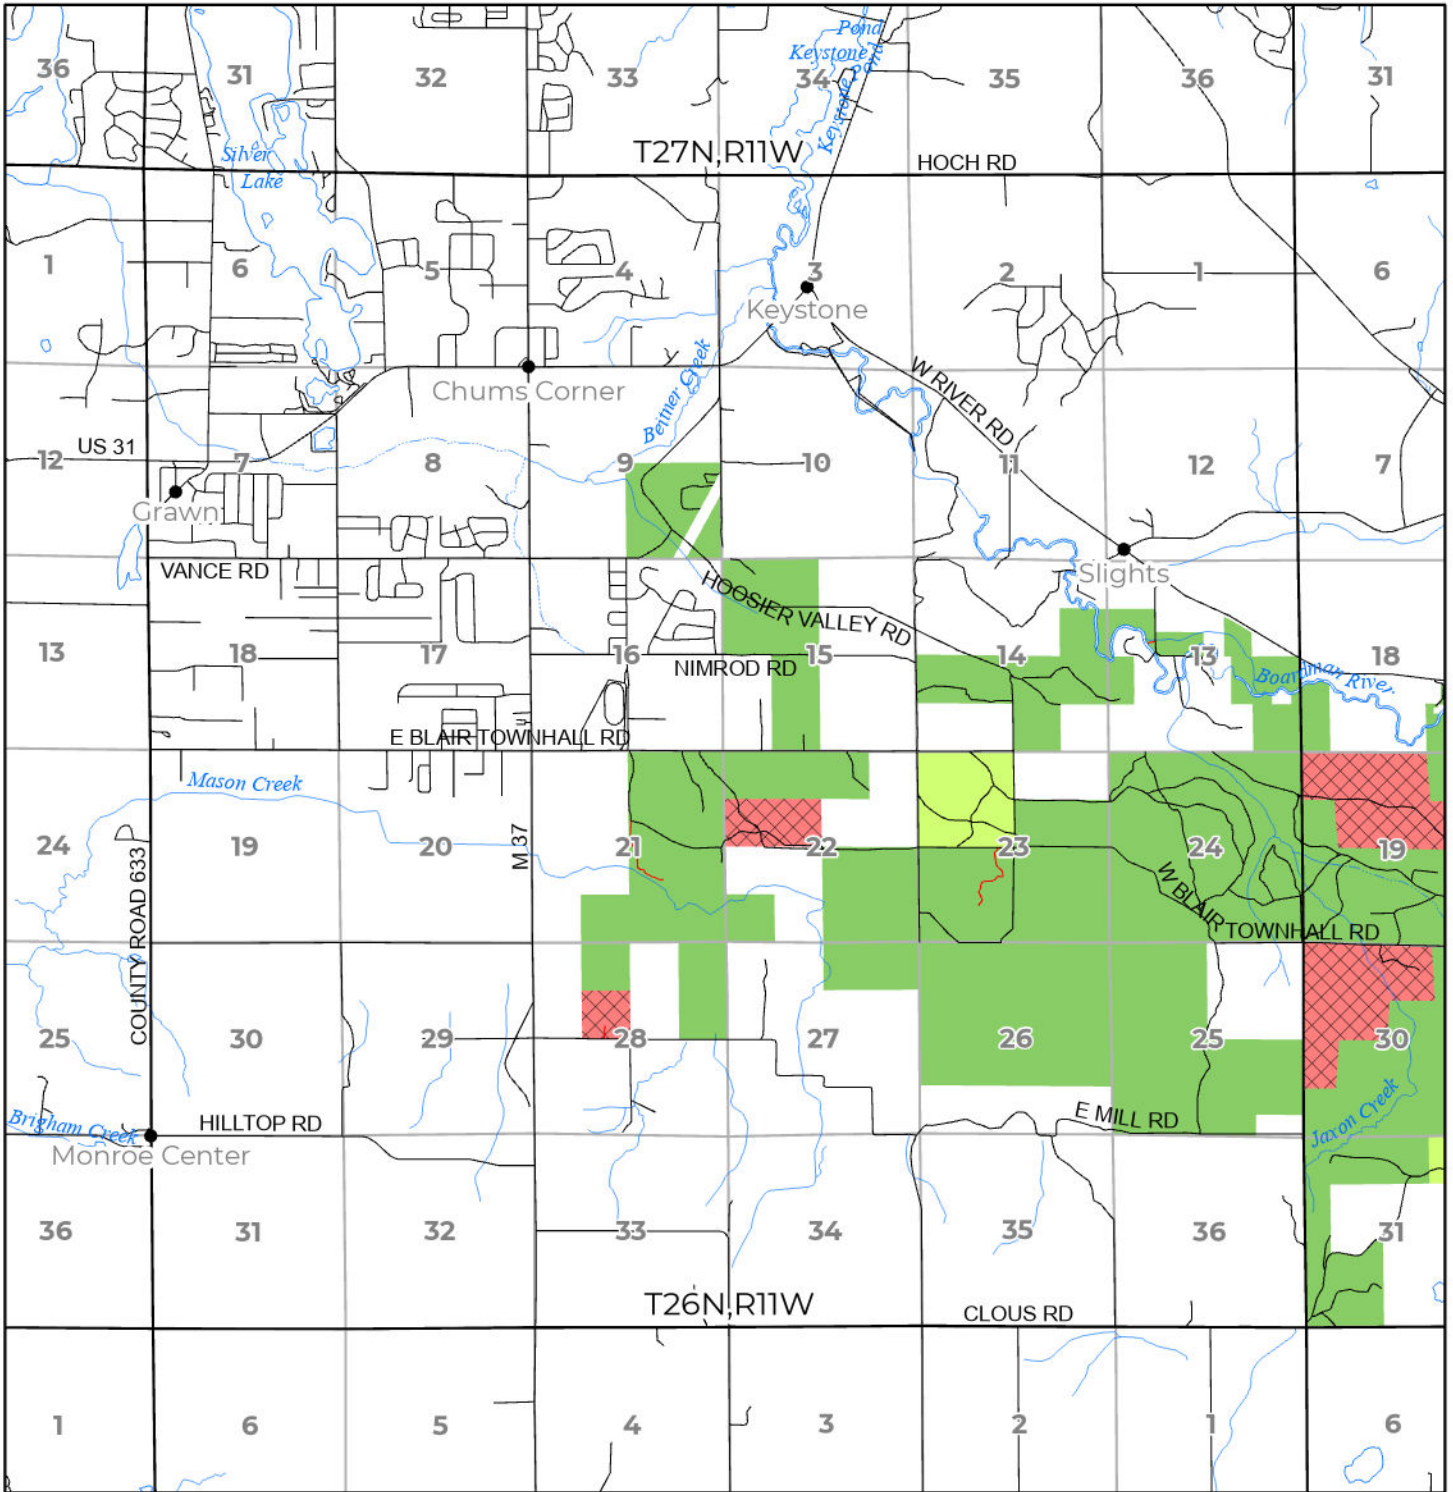 Pond
Keystone
Keystone Pond
36 31 32 33 34 35 36 31
Silver
Lake
T27N,R11W
HOCH RD
1 6 5 4 3 2 1 6
Keystone
Chums Corner
Beitner Creek
W RIVER RD
US 31
12 7 8 9 10 11 12 7
Grawn
VANCE RD
Slights
HOOSIER VALLEY RD
13 18 17 16 15 14 13 18
NIMROD RD
Boardman River
E BLAIR TOWNHALL RD
Mason Creek
24 19 20 21 22 23 24 19
M 37
COUNTY ROAD 633
W BLAIR TOWNHALL RD
25 30 29 28 27 26 25 30
Brigham Creek
HILLTOP RD
E MILL RD
Jaxon Creek
Monroe Center
36 31 32 33 34 35 36 31
T26N,R11W
CLOUS RD
1 6 5 4 3 2 1 6